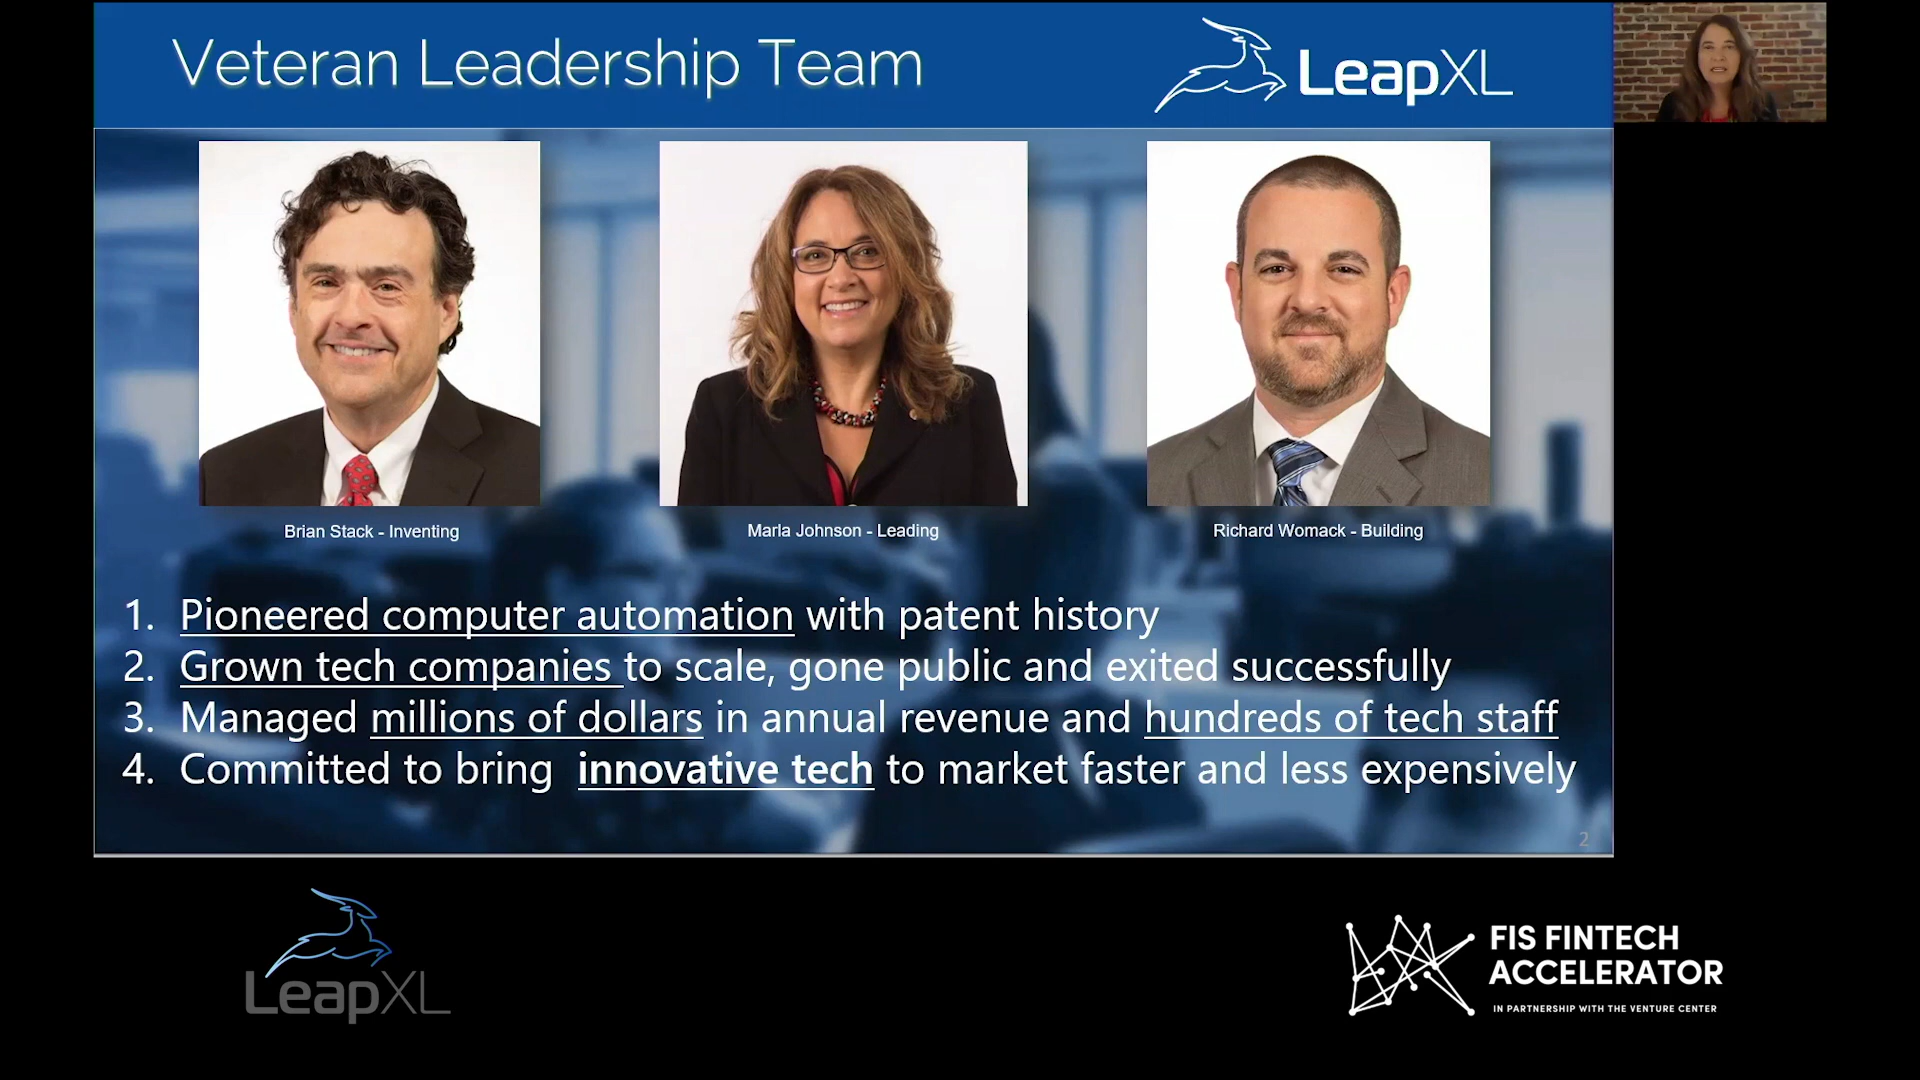 Veteran Leadership Team
LeapXL
Brian Stack - Inventing
Marla Johnson - Leading
Richard Womack - Building
1. Pioneered computer automation with patent history
2. Grown tech companies to scale, gone public and exited successfully
3. Managed millions of dollars in annual revenue and hundreds of tech staff
4. Committed to bring innovative tech to market faster and less expensively
2
LeapXL
FIS FINTECH
ACCELERATOR
IN PARTNERSHIP WITH THE VENTURE CENTER